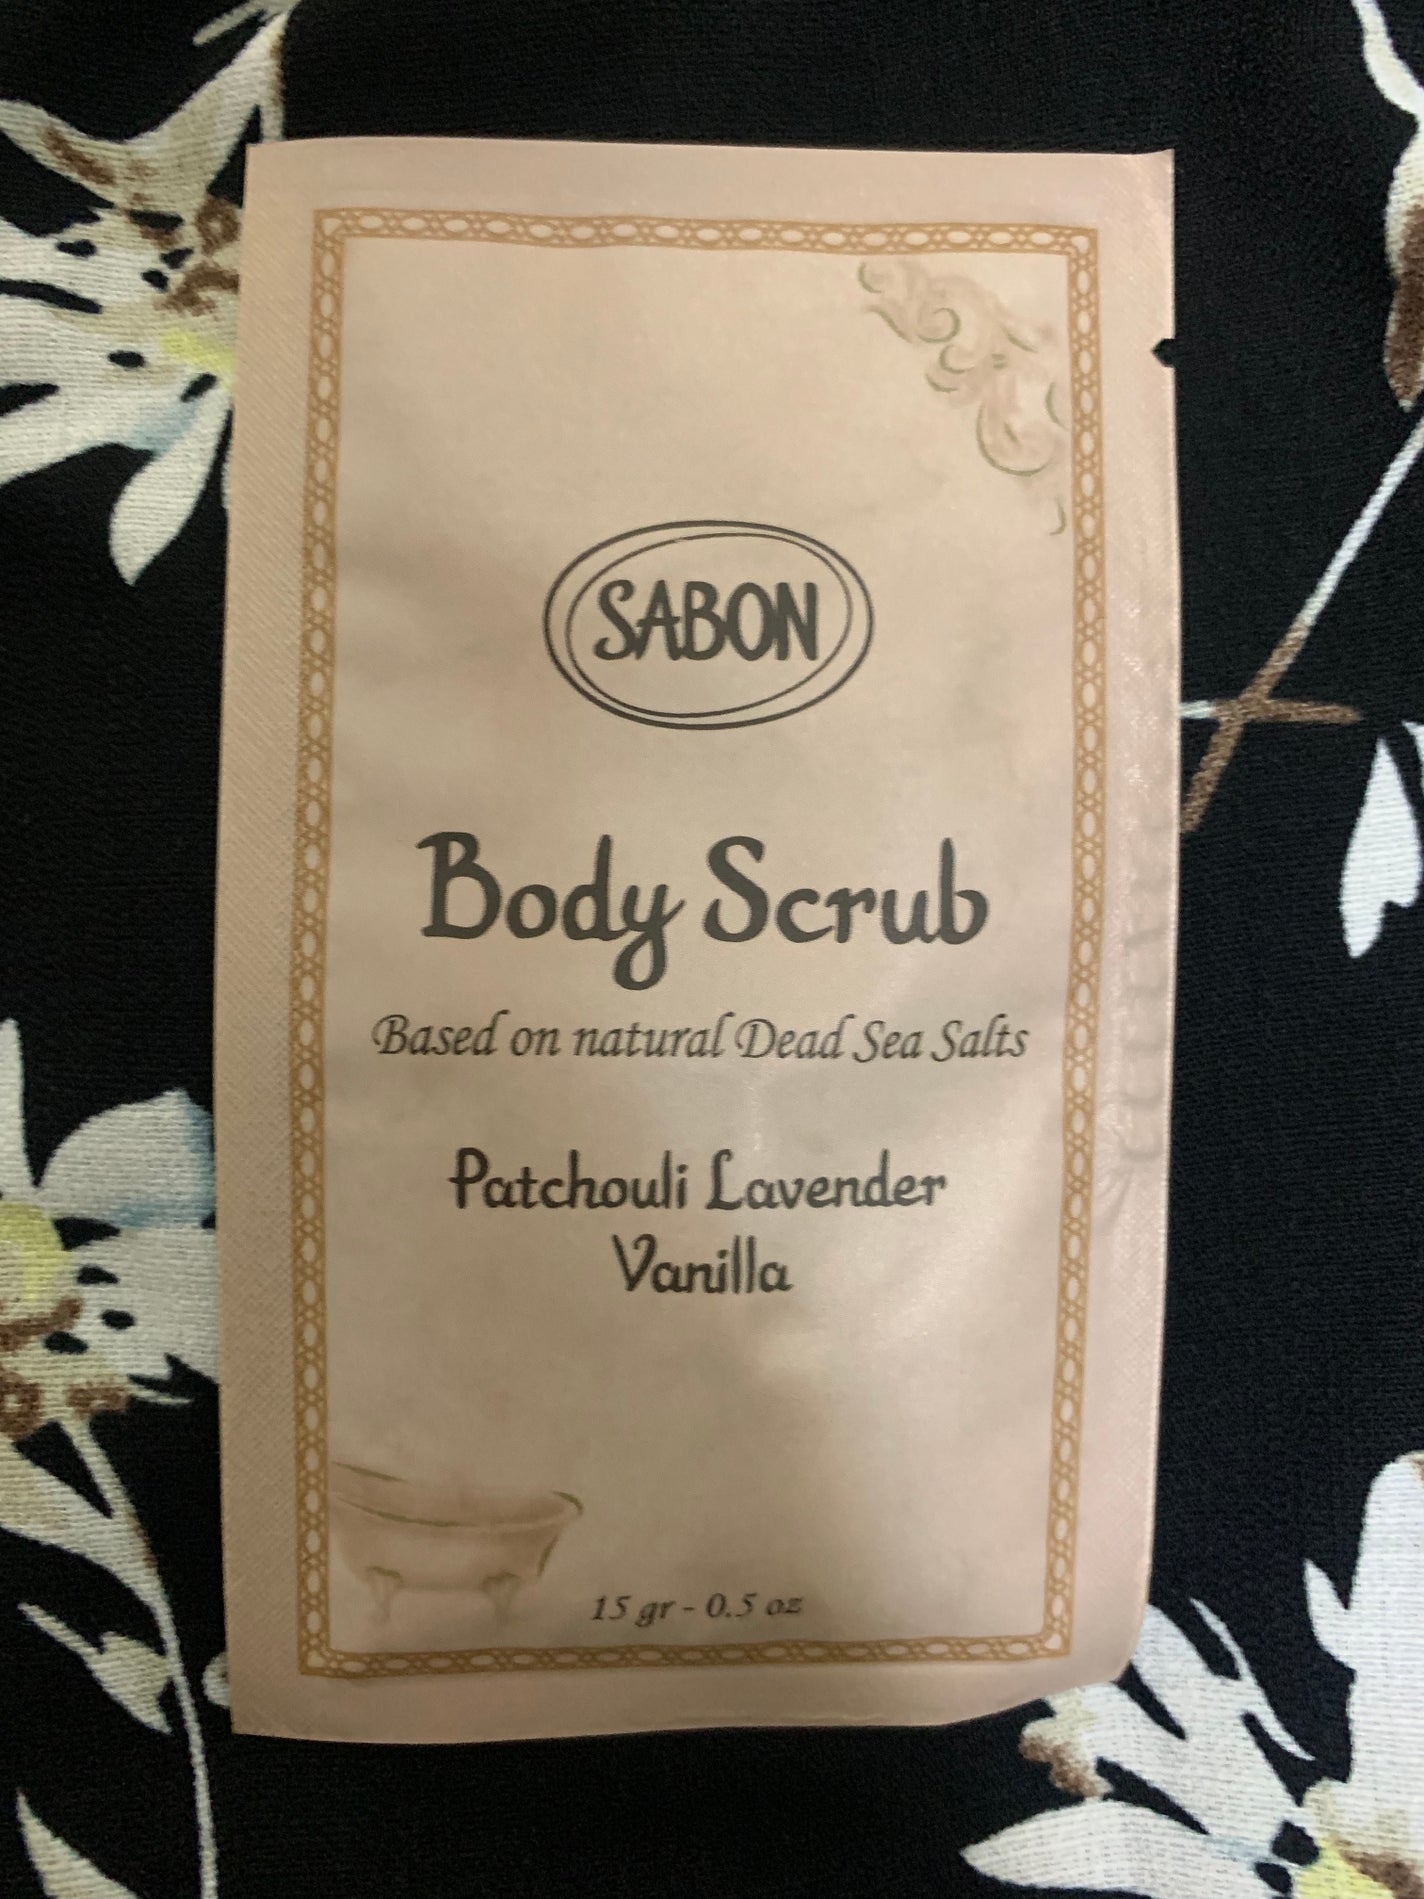 SABON
Body Scrub
Based on natural Dead Sea Salts
Patchouli Lavender
Vanilla
15 gr - 0.5 oz